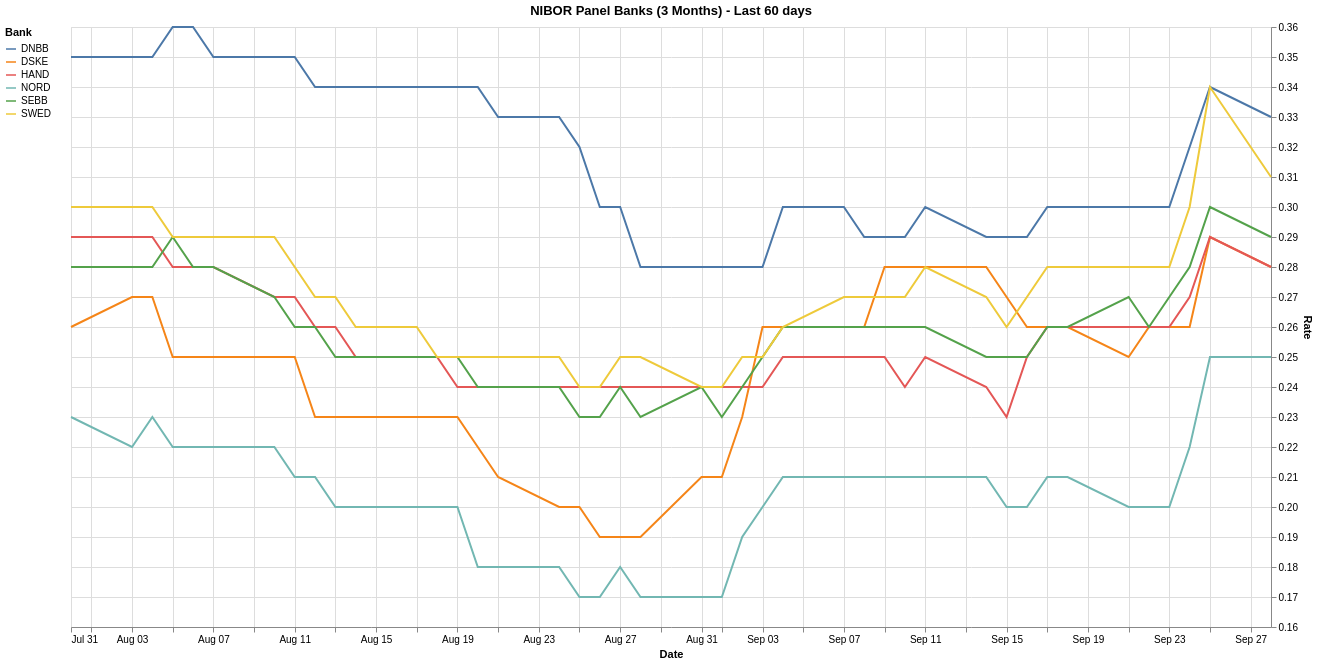 NIBOR Panel Banks (3 Months) - Last 60 days
Bank
DNBB
DSKE
HAND
NORD
SEBB
SWED
0.36
0.35
0.34
0.33
0.32
0.31
0.30
0.29
0.28
0.27
0.26
0.25
0.24
0.23
0.22
0.21
0.20
0.19
0.18
0.17
0.16
Rate
Jul 31 Aug 03 Aug 07 Aug 11 Aug 15 Aug 19 Aug 23 Aug 27 Aug 31 Sep 03 Sep 07 Sep 11 Sep 15 Sep 19 Sep 23 Sep 27
Date